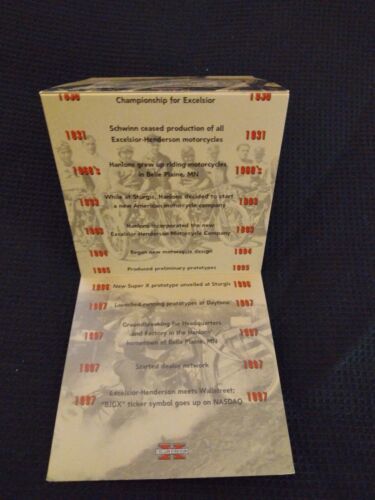 1930 1930
Championship for Excelsior
Schwinn ceased production of all
1931 Excelsior-Henderson motorcycles 1931
1960's Hanlons grew up riding motorcycles 1960's
in Belle Plaine, MN
While at Sturgis, Hanlons decided to start
1993 a new American motorcycle company 1993
Hanlons incorporated the new
1993 Excelsior-Henderson Motorcycle Company 1993
1994 Began new motorcycle design 1994
1995 Produced preliminary prototypes 1995
1996 New Super X prototype unveiled at Sturgis 1996
1997 Launched running prototypes at Daytona 1997
Groundbreaking for Headquarters
1997 and Factory in the Hanlons' 1997
hometown of Belle Plaine, MN
1997 Started dealer network 1997
Excelsior-Henderson meets Wallstreet;
1997 "BIGX" ticker symbol goes up on NASDAQ 1997